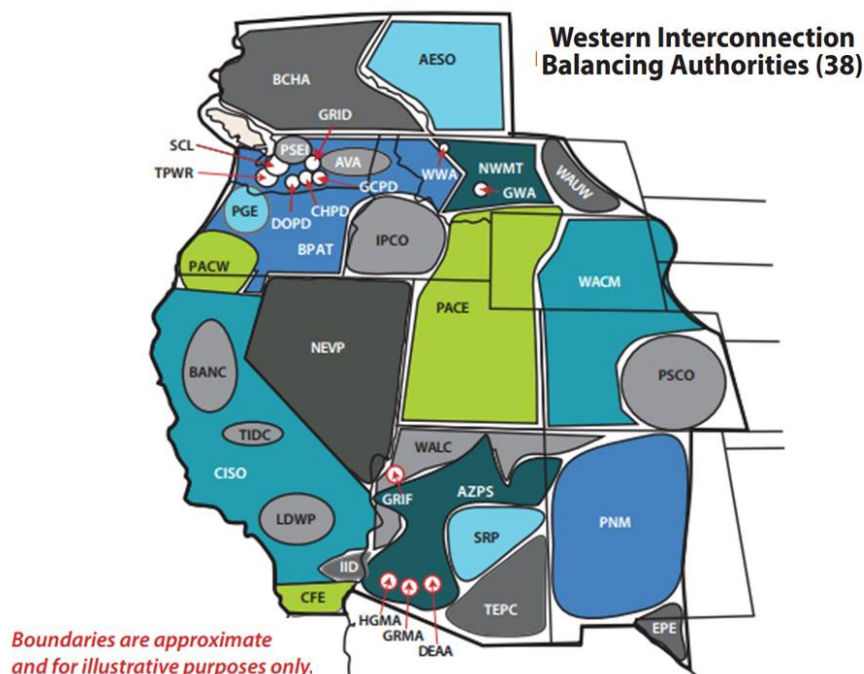 Western Interconnection
Balancing Authorities (38)
AESO
BCHA
GRID
SCL
PSEI
TPWR
AVA
WWA
NWMT
WAUW
GCPD
GWA
PGE
CHPD
DOPD
IPCO
BPAT
PACW
WACM
PACE
NEVP
BANC
PSCO
TIDC
WALC
CISO
GRIF
AZPS
LDWP
PNM
SRP
IID
CFE
TEPC
HGMA
GRMA
DEAA
EPE
Boundaries are approximate
and for illustrative purposes only.